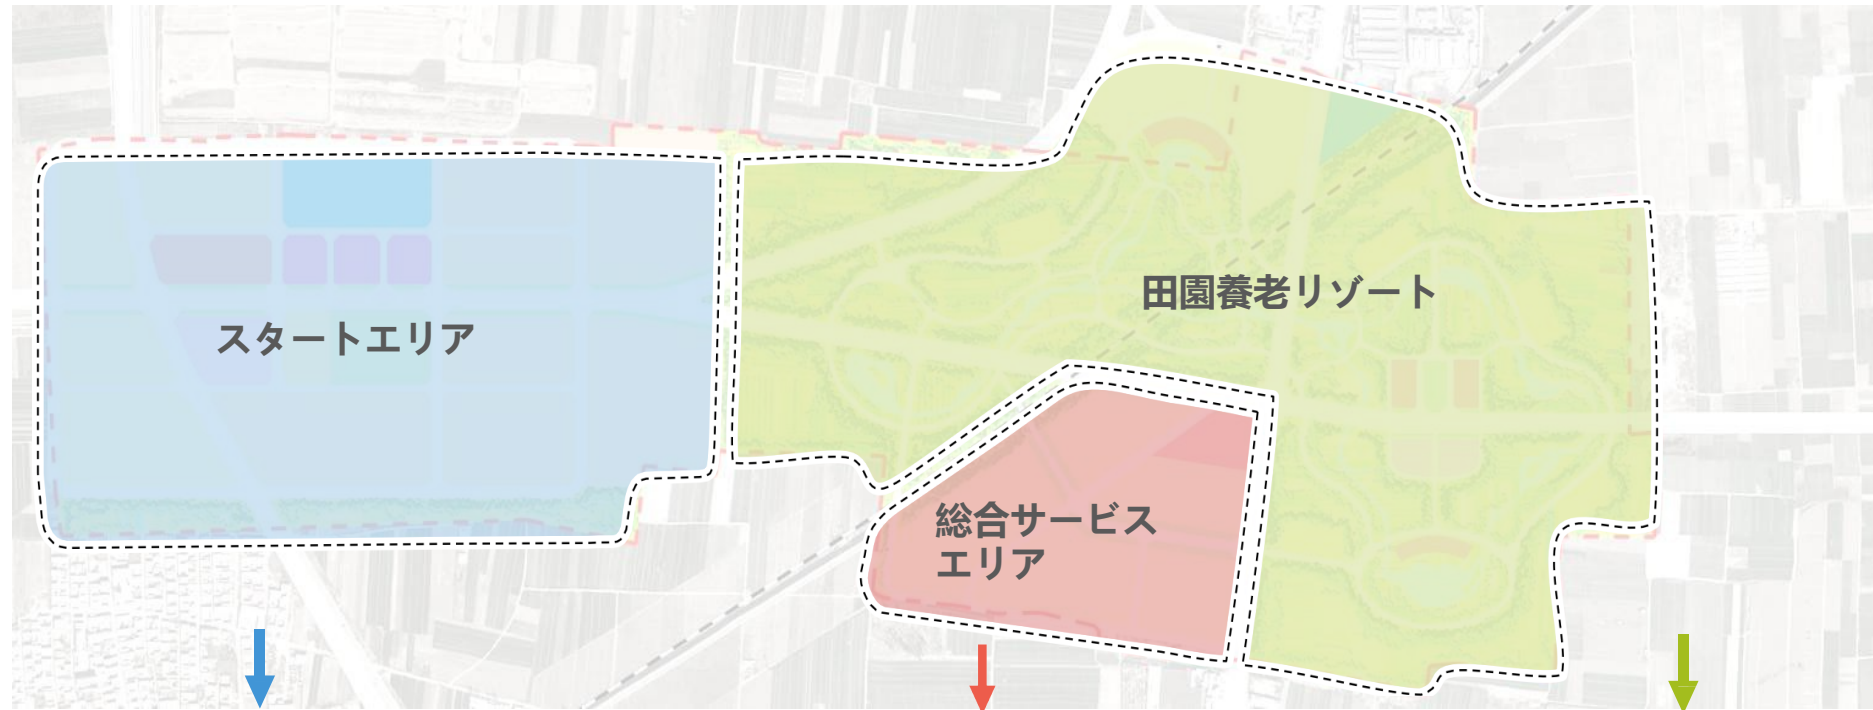 田園養老リゾート
スタートエリア
総合サービス
エリア